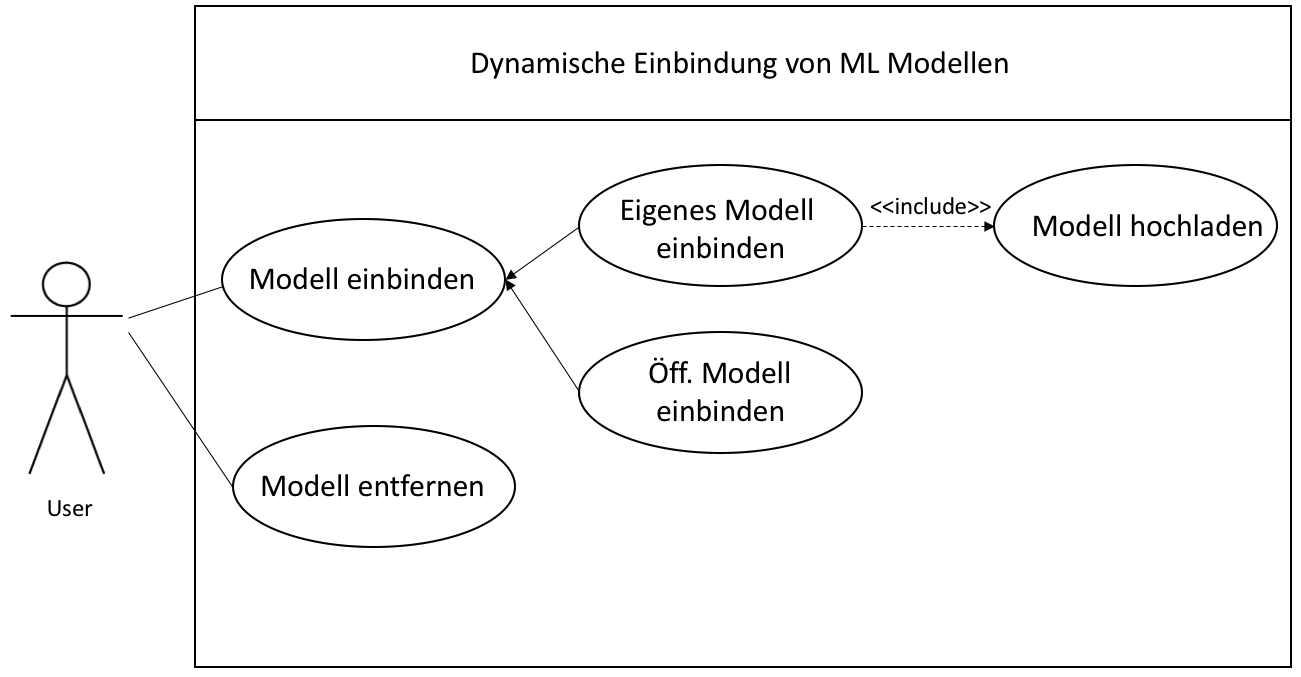 Dynamische Einbindung von ML Modellen
Eigenes Modell
einbinden
<<include>>
Modell hochladen
Modell einbinden
Öff. Modell
einbinden
Modell entfernen
User